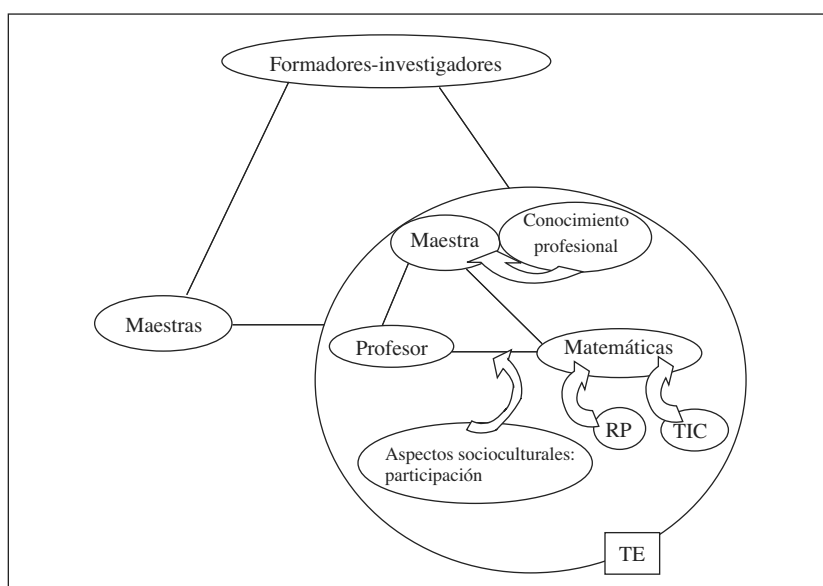 Formadores-investigadores
Maestra
Conocimiento
profesional
Maestras
Profesor
Matemáticas
RP
TIC
Aspectos socioculturales:
participación
TE